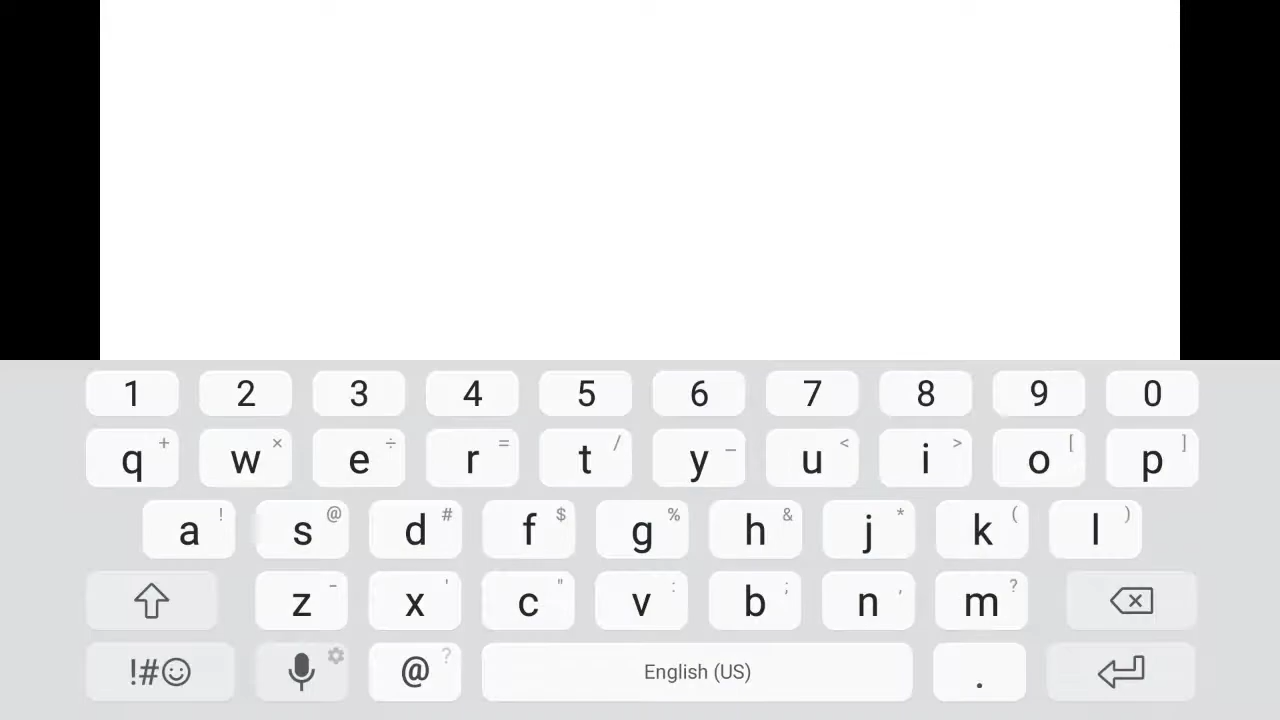 1 2 3 4 5 6 7 8 9 0
q + w × e ÷ r = t / y _ u < i > o [ p ]
a ! s @ d # f $ g % h & j * k ( l )
z - x ' c " v : b ; n , m ?
!#☺ @ ? English (US) .